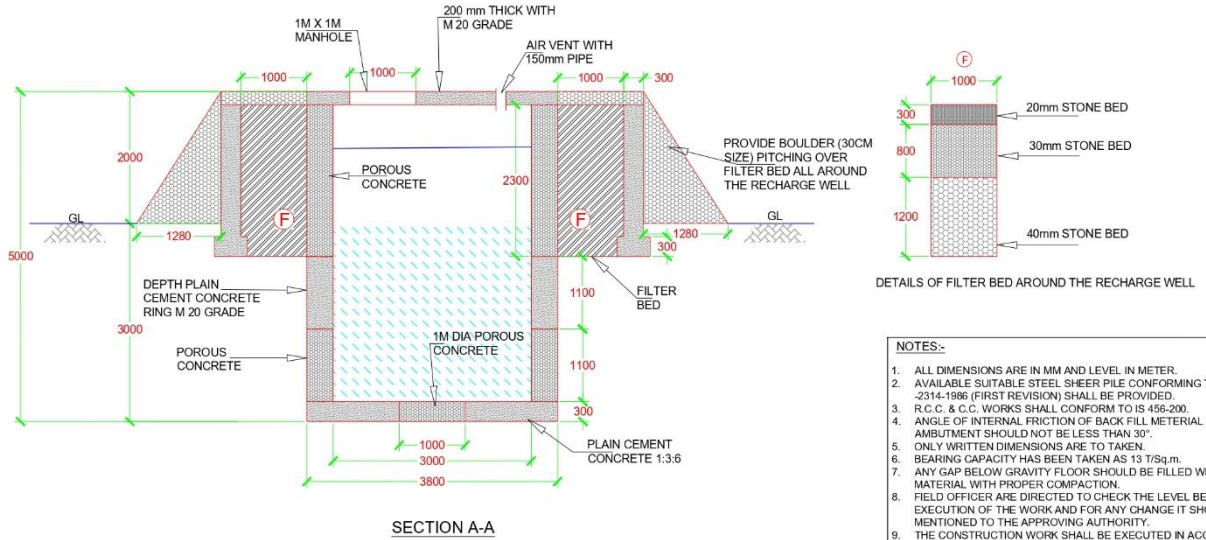 1M X 1M
MANHOLE
200 mm THICK WITH
M 20 GRADE
AIR VENT WITH
150mm PIPE
1000
1000
1000
300
2000
5000
3000
POROUS
CONCRETE
2300
PROVIDE BOULDER (30CM
SIZE) PITCHING OVER
FILTER BED ALL AROUND
THE RECHARGE WELL
GL
F
F
GL
1280
1280
300
DEPTH PLAIN
CEMENT CONCRETE
RING M 20 GRADE
FILTER
BED
1100
1M DIA POROUS
CONCRETE
POROUS
CONCRETE
1100
300
1000
3000
3800
PLAIN CEMENT
CONCRETE 1:3:6
SECTION A-A
F
1000
300
20mm STONE BED
800
30mm STONE BED
1200
40mm STONE BED
DETAILS OF FILTER BED AROUND THE RECHARGE WELL
NOTES:-
1. ALL DIMENSIONS ARE IN MM AND LEVEL IN METER.
2. AVAILABLE SUITABLE STEEL SHEER PILE CONFORMING
-2314-1986 (FIRST REVISION) SHALL BE PROVIDED.
3. R.C.C. & C.C. WORKS SHALL CONFORM TO IS 456-200.
4. ANGLE OF INTERNAL FRICTION OF BACK FILL METERIAL
AMBUTMENT SHOULD NOT BE LESS THAN 30°.
5. ONLY WRITTEN DIMENSIONS ARE TO TAKEN.
6. BEARING CAPACITY HAS BEEN TAKEN AS 13 T/Sq.m.
7. ANY GAP BELOW GRAVITY FLOOR SHOULD BE FILLED
MATERIAL WITH PROPER COMPACTION.
8. FIELD OFFICER ARE DIRECTED TO CHECK THE LEVEL
EXECUTION OF THE WORK AND FOR ANY CHANGE IT
MENTIONED TO THE APPROVING AUTHORITY.
9. THE CONSTRUCTION WORK SHALL BE EXECUTED IN